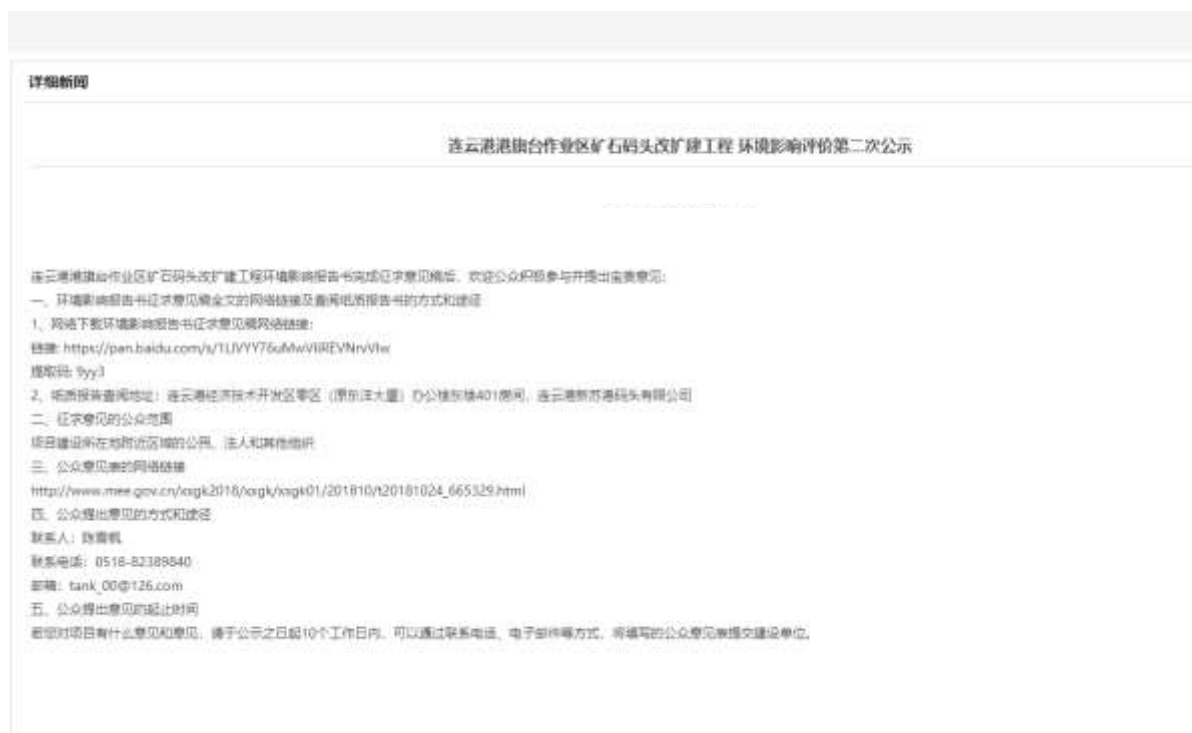 详细新闻
连云港港旗台作业区矿石码头改扩建工程 环境影响评价第二次公示
连云港港旗台作业区矿石码头改扩建工程环境影响报告书完成征求意见稿后，欢迎公众积极参与并提出宝贵意见：
一、环境影响报告书征求意见稿全文的网络链接及查阅纸质报告书的方式和途径
1、网络下载环境影响报告书征求意见稿网络链接：
链接: https://pan.baidu.com/s/
提取码: 9yy3
2、纸质报告查阅地址：连云港经济技术开发区零区（原东洋大厦）办公楼东楼401房间，连云港新苏港码头有限公司
二、征求意见的公众范围
项目建设所在地附近区域的公民、法人和其他组织
三、公众意见表的网络链接
http://www.mee.gov.cn/xxgk2018/xxgk/xxgk01/201810/t20181024_665329.html
四、公众提出意见的方式和途径
联系人：陈
联系电话：0518-82389840
邮箱：tank_00@126.com
五、公众提出意见的起止时间
若您对项目有什么意见和意见，请于公示之日起10个工作日内，可以通过联系电话、电子邮件等方式，将填写的公众意见表提交建设单位。